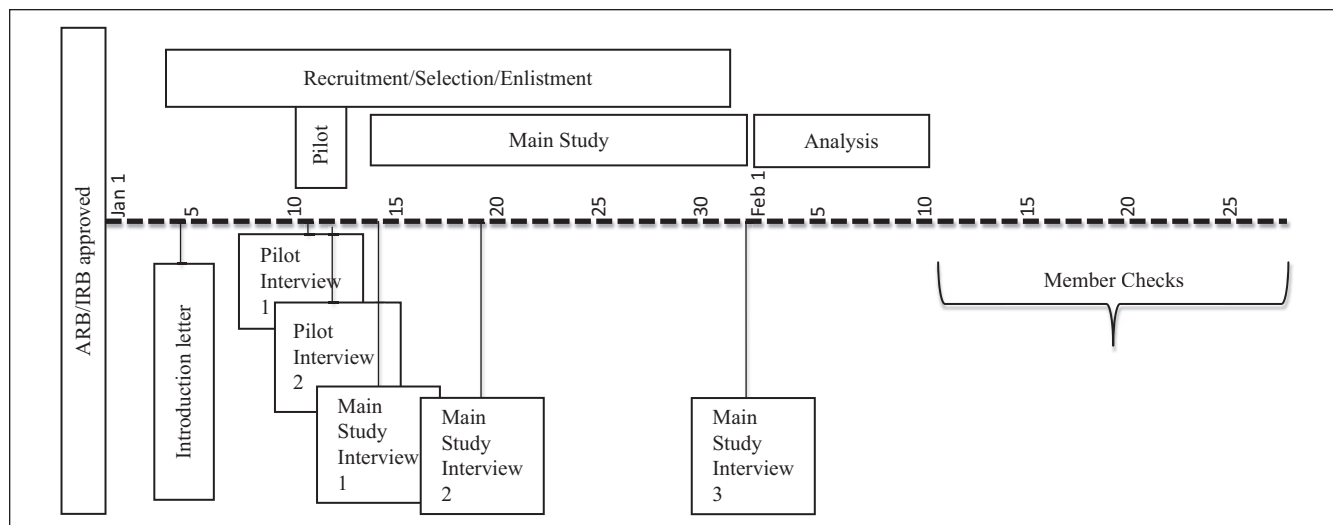 ARB/IRB approved
Recruitment/Selection/Enlistment
Pilot
Main Study
Analysis
Jan 1
5
10
15
20
25
30
Feb 1
5
10
15
20
25
Introduction letter
Pilot
Interview
1
Pilot
Interview
2
Main
Study
Interview
1
Main
Study
Interview
2
Main
Study
Interview
3
Member Checks